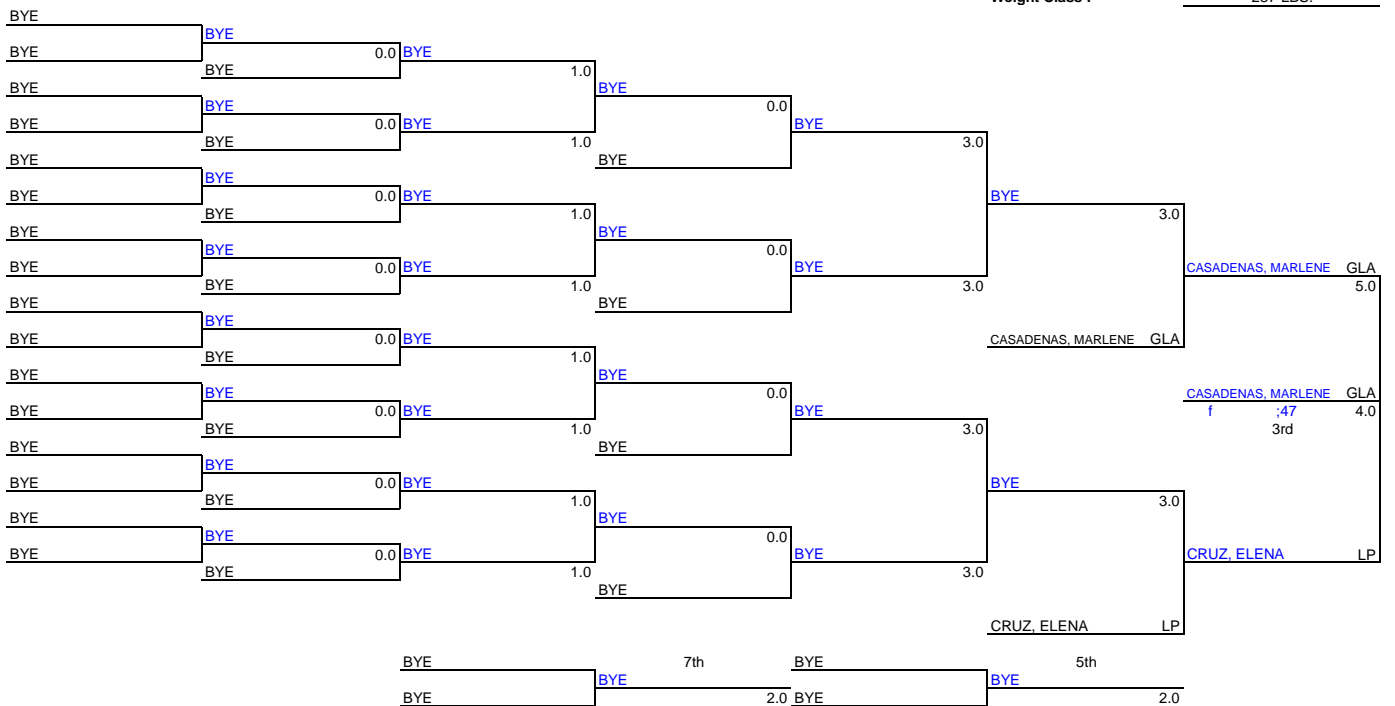 Weight Class : LBS.
BYE
BYE
BYE 0.0 BYE
BYE 1.0
BYE BYE
BYE 0.0
BYE 0.0 BYE BYE
BYE 1.0 3.0
BYE BYE
BYE
BYE 0.0 BYE BYE
BYE 1.0 3.0
BYE BYE
BYE 0.0
BYE 0.0 BYE BYE CASADENAS, MARLENE GLA
BYE 1.0 3.0 5.0
BYE BYE
BYE
BYE 0.0 BYE CASADENAS, MARLENE GLA
BYE 1.0
BYE BYE
BYE 0.0 CASADENAS, MARLENE GLA
BYE 0.0 BYE BYE f ;47 4.0
BYE 1.0 3.0 3rd
BYE BYE
BYE
BYE 0.0 BYE BYE
BYE 1.0 3.0
BYE BYE
BYE 0.0
BYE 0.0 BYE BYE CRUZ, ELENA LP
BYE 1.0 3.0
BYE
CRUZ, ELENA LP
BYE 7th BYE 5th
BYE BYE
BYE 2.0 BYE 2.0